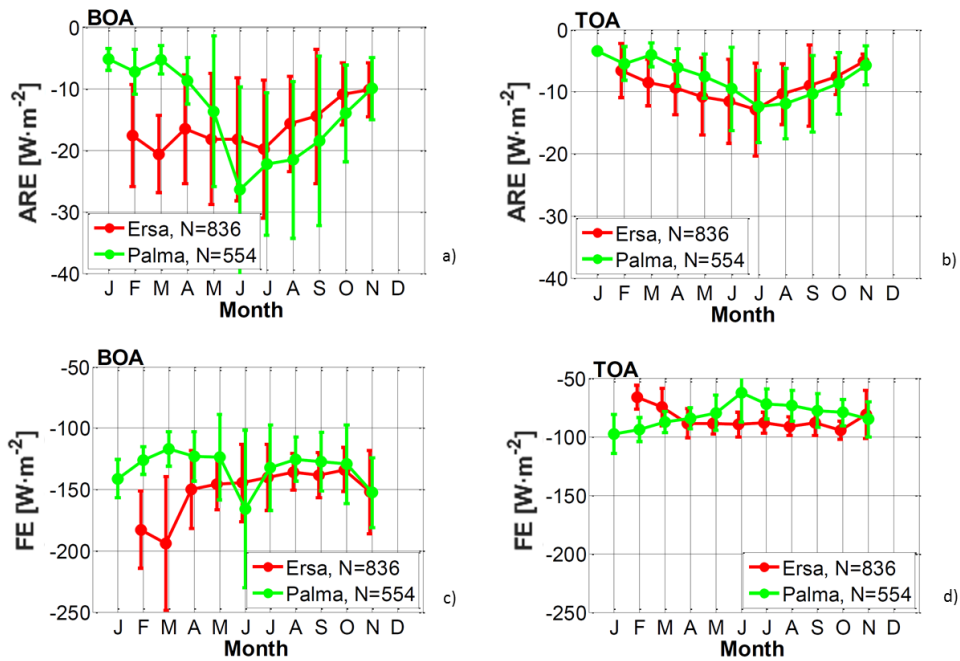 BOA
0
-10
-20
-30
-40
ARE [W·m-2]
Ersa, N=836
Palma, N=554
a)
J F M A M J J A S O N D
Month
TOA
0
-10
-20
-30
-40
ARE [W·m-2]
Ersa, N=836
Palma, N=554
b)
J F M A M J J A S O N D
Month
BOA
-50
-100
-150
-200
-250
FE [W·m-2]
Ersa, N=836
Palma, N=554
c)
J F M A M J J A S O N D
Month
TOA
-50
-100
-150
-200
-250
FE [W·m-2]
Ersa, N=836
Palma, N=554
d)
J F M A M J J A S O N D
Month